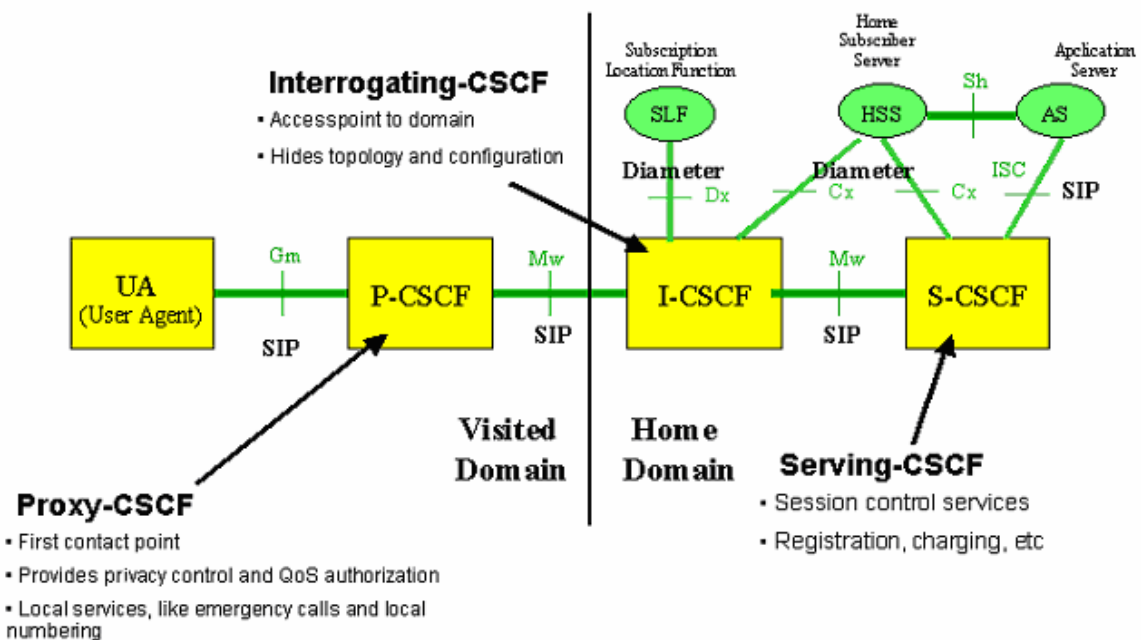 Home
Subscriber
Server
Subscription
Location Function
Application
Server
Interrogating-CSCF
▪ Accesspoint to domain
▪ Hides topology and configuration
SLF
HSS
Sh
AS
Diameter
Diameter
ISC
SIP
Dx
Cx
Cx
Gm
Mw
Mw
UA
(User Agent)
P-CSCF
I-CSCF
S-CSCF
SIP
SIP
SIP
Visited
Domain
Home
Domain
Serving-CSCF
▪ Session control services
▪ Registration, charging, etc
Proxy-CSCF
▪ First contact point
▪ Provides privacy control and QoS authorization
▪ Local services, like emergency calls and local
numbering